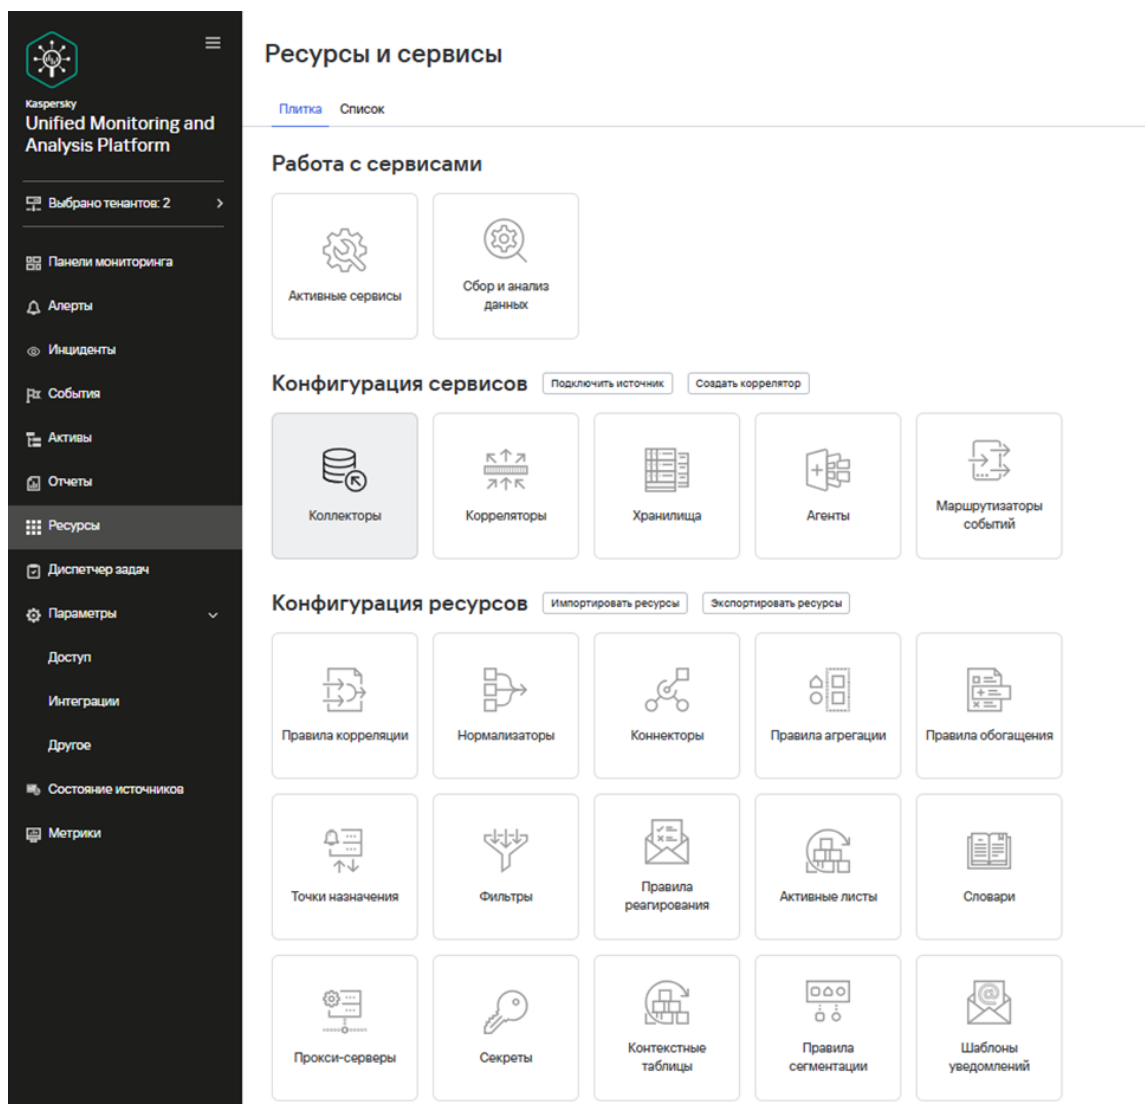 Kaspersky
Unified Monitoring and
Analysis Platform
Выбрано тенантов: 2
Панели мониторинга
Алерты
Инциденты
События
Активы
Отчеты
Ресурсы
Диспетчер задач
Параметры
Доступ
Интеграции
Другое
Состояние источников
Метрики
Ресурсы и сервисы
Плитка Список
Работа с сервисами
Активные сервисы
Сбор и анализ
данных
Конфигурация сервисов Подключить источник Создать коррелятор
Коллекторы
Корреляторы
Хранилища
Агенты
Маршрутизаторы
событий
Конфигурация ресурсов Импортировать ресурсы Экспортировать ресурсы
Правила корреляции
Нормализаторы
Коннекторы
Правила агрегации
Правила обогащения
Точки назначения
Фильтры
Правила
реагирования
Активные листы
Словари
Прокси-серверы
Секреты
Контекстные
таблицы
Правила
сегментации
Шаблоны
уведомлений